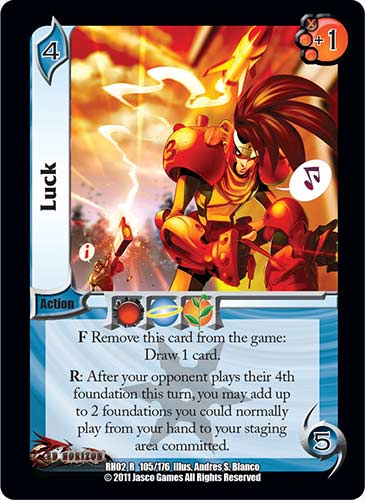 4
+1
Luck
i
Action
F Remove this card from the game:
Draw 1 card.
R: After your opponent plays their 4th
foundation this turn, you may add up
to 2 foundations you could normally
play from your hand to your staging
area committed.
5
RED HORIZON
RH02_R_105/176 Illus. Andres S. Blanco
© 2011 Jasco Games All Rights Reserved